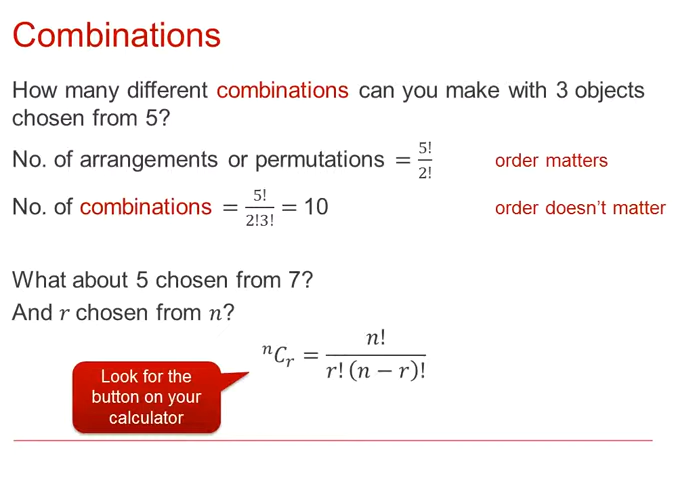 Combinations
How many different combinations can you make with 3 objects
chosen from 5?
No. of arrangements or permutations = 5!/2! order matters
No. of combinations = 5!/2!3! = 10 order doesn't matter
What about 5 chosen from 7?
And r chosen from n?
ⁿCᵣ = n!/r!(n − r)!
Look for the
button on your
calculator